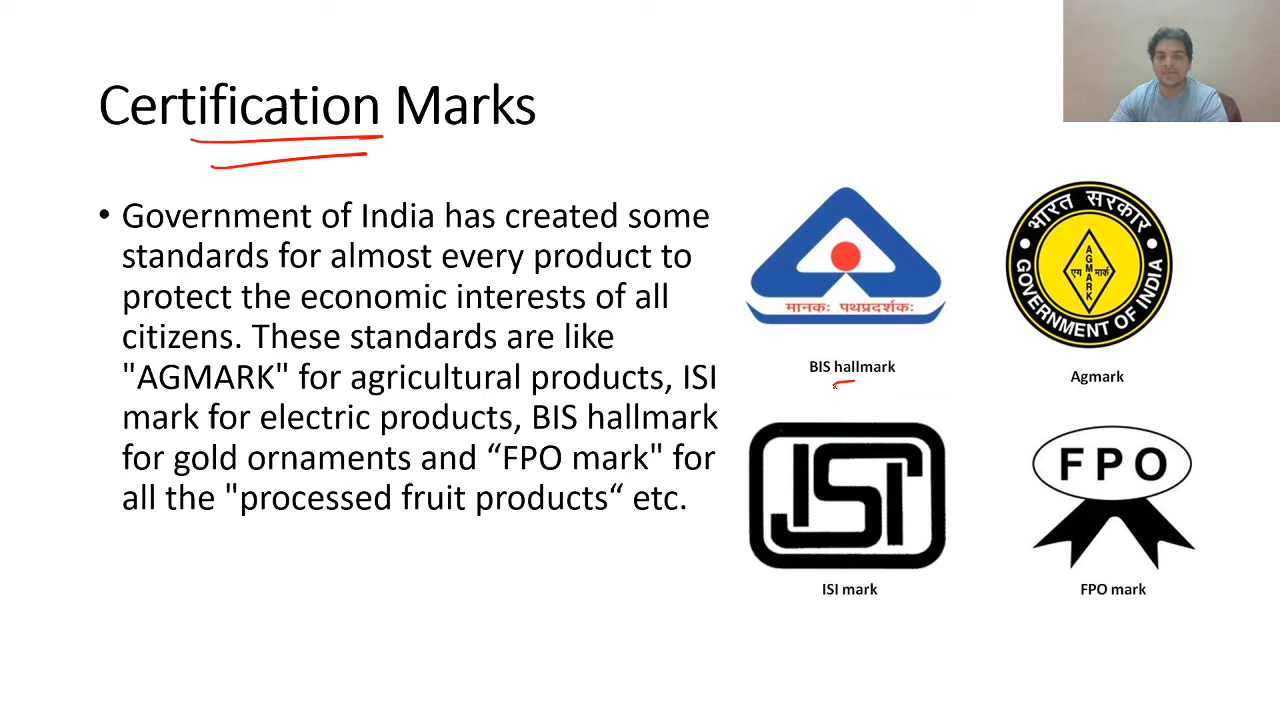 Certification Marks
• Government of India has created some
standards for almost every product to
protect the economic interests of all
citizens. These standards are like
"AGMARK" for agricultural products, ISI
mark for electric products, BIS hallmark
for gold ornaments and “FPO mark" for
all the "processed fruit products“ etc.
मानकः पथप्रदर्शकः
BIS hallmark
भारत सरकार
AGMARK
एग मार्क
GOVERNMENT OF INDIA
Agmark
ISI
ISI mark
FPO
FPO mark